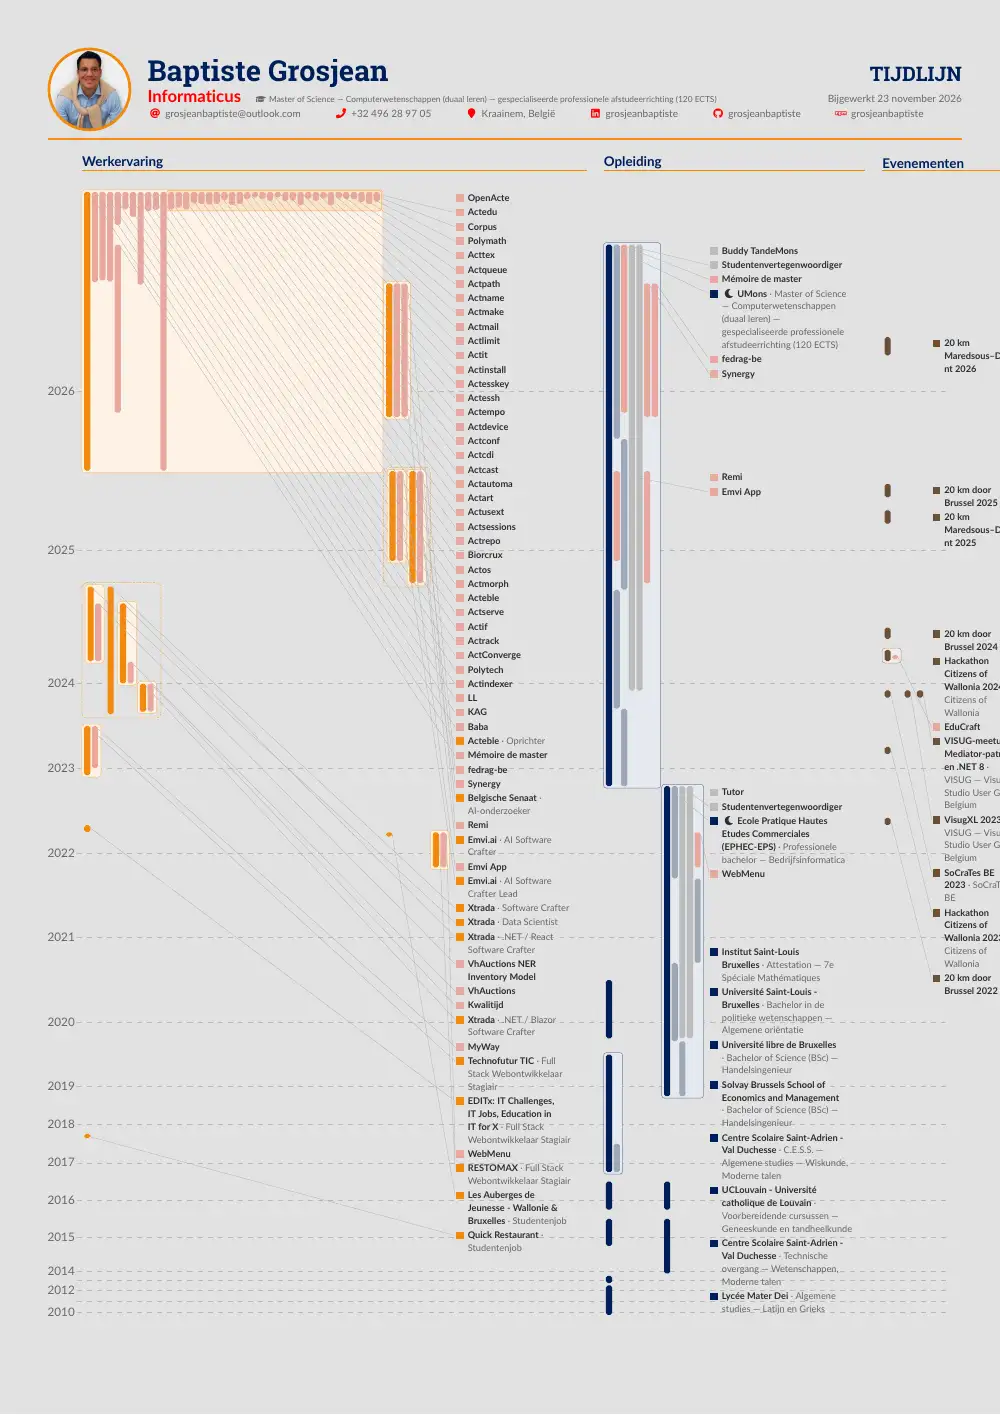 Baptiste Grosjean
Informaticus
Master of Science — Computerwetenschappen (duaal leren) — gespecialiseerde professionele afstudeerrichting (120 ECTS)
TIJDLIJN
Bijgewerkt 23 november 2026
grosjeanbaptiste@outlook.com
+32 496 28 97 05
Kraainem, België
grosjeanbaptiste
grosjeanbaptiste
grosjeanbaptiste
Werkervaring
2026
2025
2024
2023
2022
2021
2020
2019
2018
2017
2016
2015
2014
2012
2010
OpenActe
Actedu
Corpus
Polymath
Acttex
Actqueue
Actpath
Actname
Actmake
Actmail
Actlimit
Actit
Actinstall
Actesskey
Actessh
Actempo
Actdevice
Actconf
Actcdi
Actcast
Actautoma
Actart
Actusext
Actsessions
Actrepo
Biorcrux
Actos
Actmorph
Acteble
Actserve
Actif
Actrack
ActConverge
Polytech
Actindexer
LL
KAG
Baba
Acteble · Oprichter
Mémoire de master
fedrag-be
Synergy
Belgische Senaat ·
AI-onderzoeker
Remi
Emvi.ai · AI Software
Crafter
Emvi App
Emvi.ai · AI Software
Crafter Lead
Xtrada · Software Crafter
Xtrada · Data Scientist
Xtrada · .NET / React
Software Crafter
VhAuctions NER
Inventory Model
VhAuctions
Kwalitijd
Xtrada · .NET / Blazor
Software Crafter
MyWay
Technofutur TIC · Full
Stack Webontwikkelaar
Stagiair
EDITx: IT Challenges,
IT Jobs, Education in
IT for X · Full Stack
Webontwikkelaar Stagiair
WebMenu
RESTOMAX · Full Stack
Webontwikkelaar Stagiair
Les Auberges de
Jeunesse - Wallonie &
Bruxelles · Studentenjob
Quick Restaurant ·
Studentenjob
Opleiding
Buddy TandeMons
Studentenvertegenwoordiger
Mémoire de master
UMons · Master of Science
— Computerwetenschappen
(duaal leren) —
gespecialiseerde professionele
afstudeerrichting (120 ECTS)
fedrag-be
Synergy
Remi
Emvi App
Tutor
Studentenvertegenwoordiger
Ecole Pratique Hautes
Etudes Commerciales
(EPHEC-EPS) · Professionele
bachelor — Bedrijfsinformatica
WebMenu
Institut Saint-Louis
Bruxelles · Attestation — 7e
Spéciale Mathématiques
Université Saint-Louis -
Bruxelles · Bachelor in de
politieke wetenschappen —
Algemene oriëntatie
Université libre de Bruxelles
· Bachelor of Science (BSc) —
Handelsingenieur
Solvay Brussels School of
Economics and Management
· Bachelor of Science (BSc) —
Handelsingenieur
Centre Scolaire Saint-Adrien -
Val Duchesse · C.E.S.S. —
Algemene studies — Wiskunde,
Moderne talen
UCLouvain - Université
catholique de Louvain ·
Voorbereidende cursussen —
Geneeskunde en tandheelkunde
Centre Scolaire Saint-Adrien -
Val Duchesse · Technische
overgang — Wetenschappen,
Moderne talen
Lycée Mater Dei · Algemene
studies — Latijn en Grieks
Evenementen
20 km
Maredsous–D
nt 2026
20 km door
Brussel 2025
20 km
Maredsous–D
nt 2025
20 km door
Brussel 2024
Hackathon
Citizens of
Wallonia 2024
Citizens of
Wallonia
EduCraft
VISUG-meetu
Mediator-patr
en .NET 8 ·
VISUG — Visu
Studio User G
Belgium
VisugXL 2023
VISUG — Visu
Studio User G
Belgium
SoCraTes BE
2023 · SoCraT
BE
Hackathon
Citizens of
Wallonia 2023
Citizens of
Wallonia
20 km door
Brussel 2022